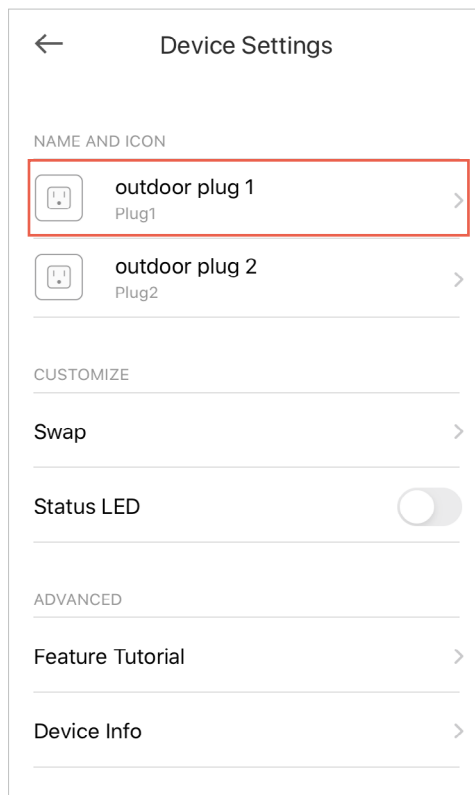 Device Settings
NAME AND ICON
outdoor plug 1
Plug1
outdoor plug 2
Plug2
CUSTOMIZE
Swap
Status LED
ADVANCED
Feature Tutorial
Device Info